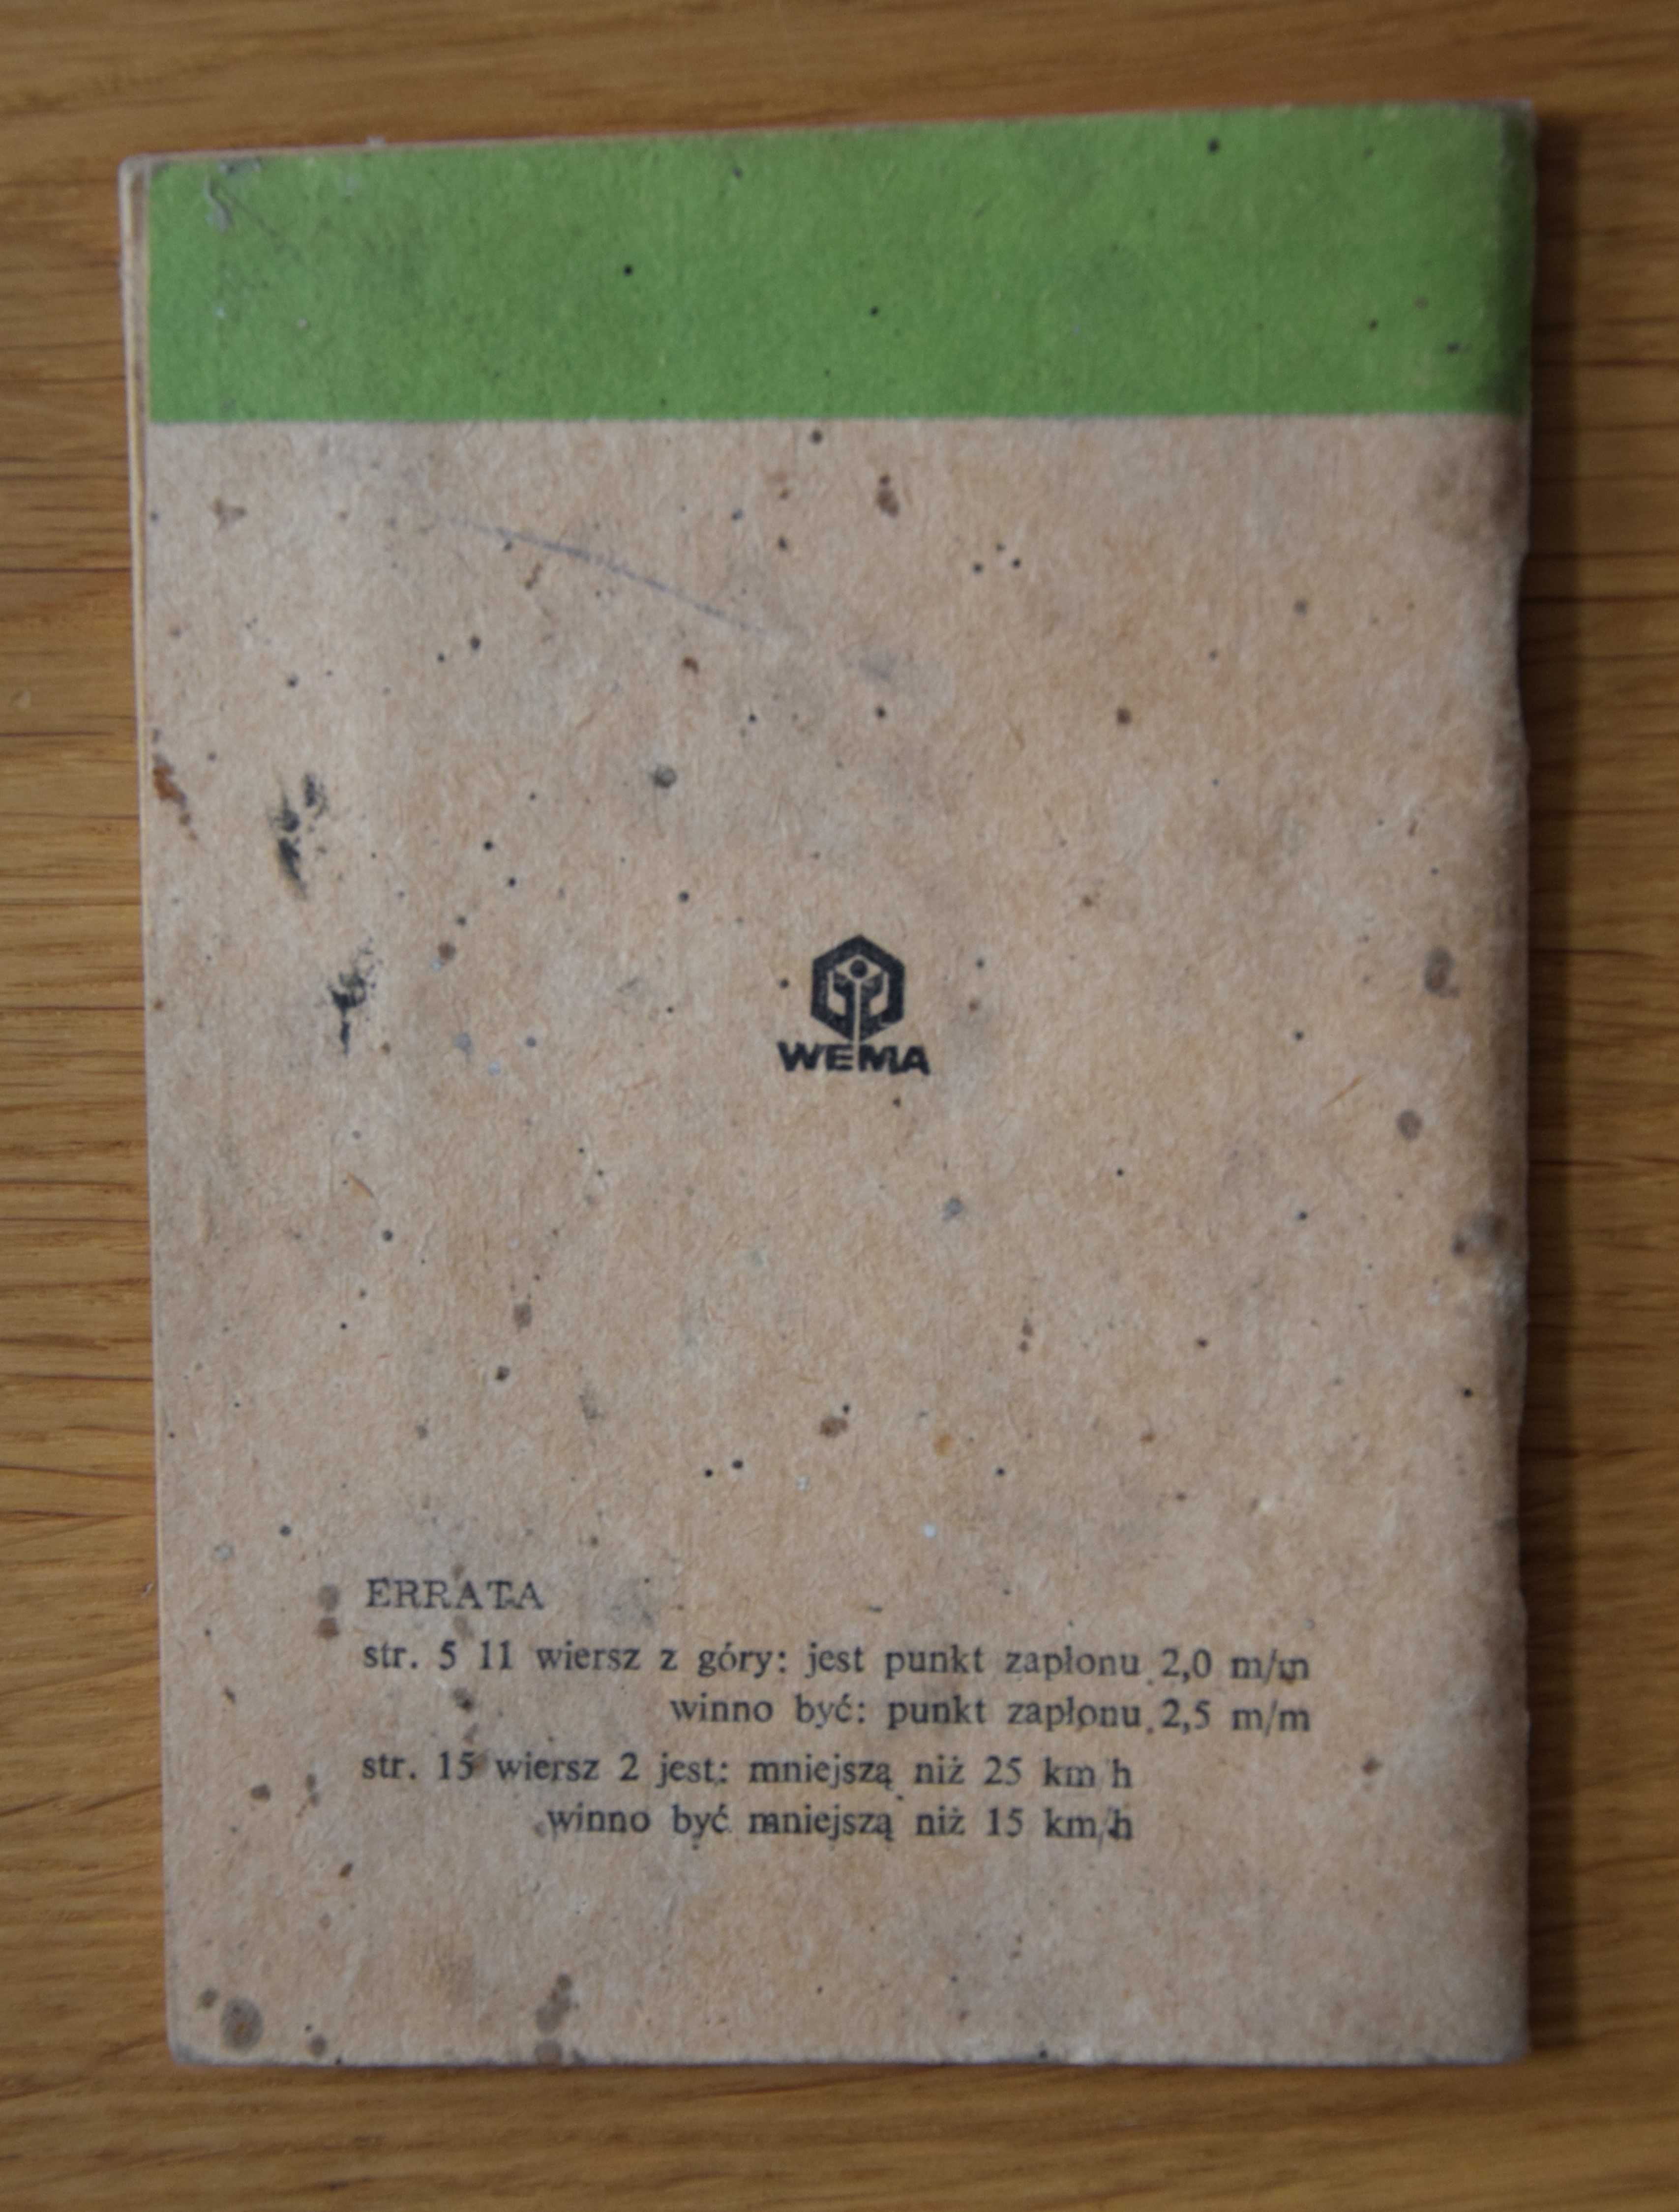 WEMA
ERRATA
str. 5 11 wiersz z góry: jest punkt zapłonu 2,0 m/m
winno być: punkt zapłonu 2,5 m/m
str. 15 wiersz 2 jest: mniejszą niż 25 km h
winno być mniejszą niż 15 km/h